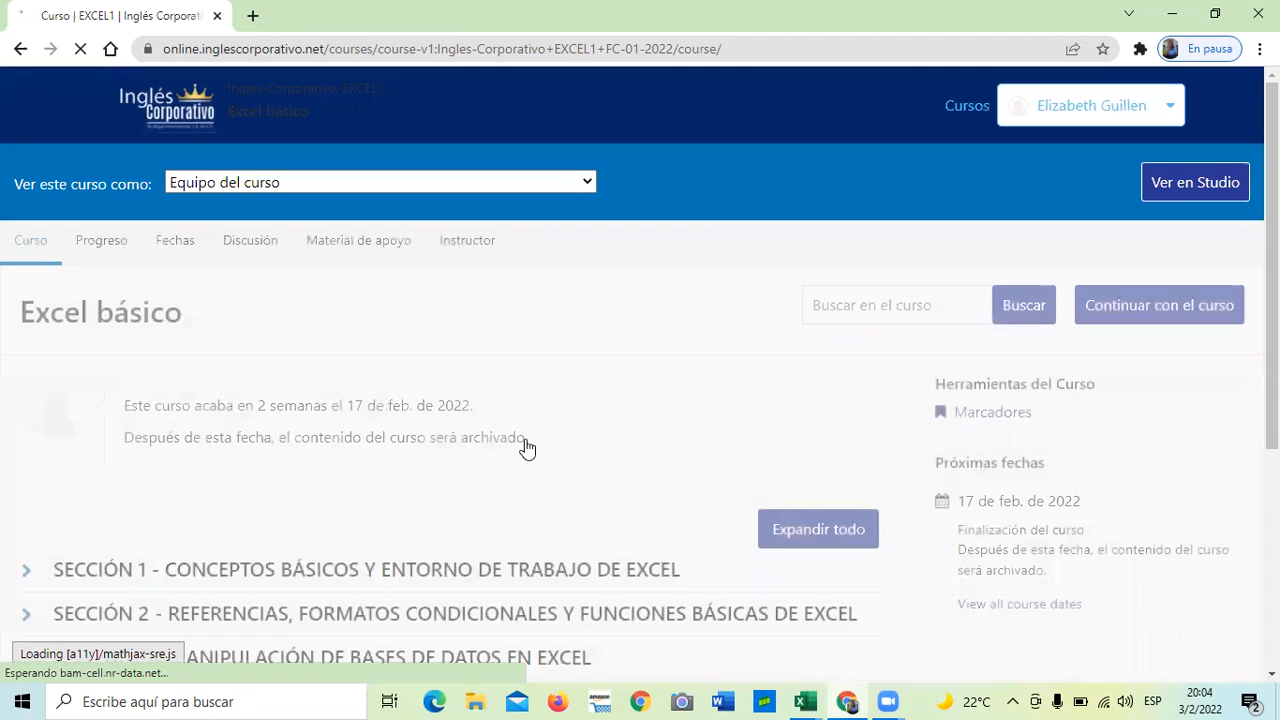 Curso | EXCEL1 | Inglés Corporati
online.inglescorporativo.net/courses/course-v1:Ingles-Corporativo+EXCEL1+FC-01-2022/course/
En pausa
Inglés Corporativo
Ingles-Corporativo: EXCEL1
Excel básico
Cursos
Elizabeth Guillen
Ver este curso como:
Equipo del curso
Ver en Studio
Curso
Progreso
Fechas
Discusión
Material de apoyo
Instructor
Excel básico
Buscar en el curso
Buscar
Continuar con el curso
Este curso acaba en 2 semanas el 17 de feb. de 2022.
Después de esta fecha, el contenido del curso será archivado.
Herramientas del Curso
Marcadores
Próximas fechas
17 de feb. de 2022
Finalización del curso
Después de esta fecha, el contenido del curso
será archivado.
View all course dates
Expandir todo
SECCIÓN 1 - CONCEPTOS BÁSICOS Y ENTORNO DE TRABAJO DE EXCEL
SECCIÓN 2 - REFERENCIAS, FORMATOS CONDICIONALES Y FUNCIONES BÁSICAS DE EXCEL
ANIPULACIÓN DE BASES DE DATOS EN EXCEL
Loading [a11y]/mathjax-sre.js
Esperando bam-cell.nr-data.net...
Escribe aquí para buscar
22°C
ESP
20:04
3/2/2022
2